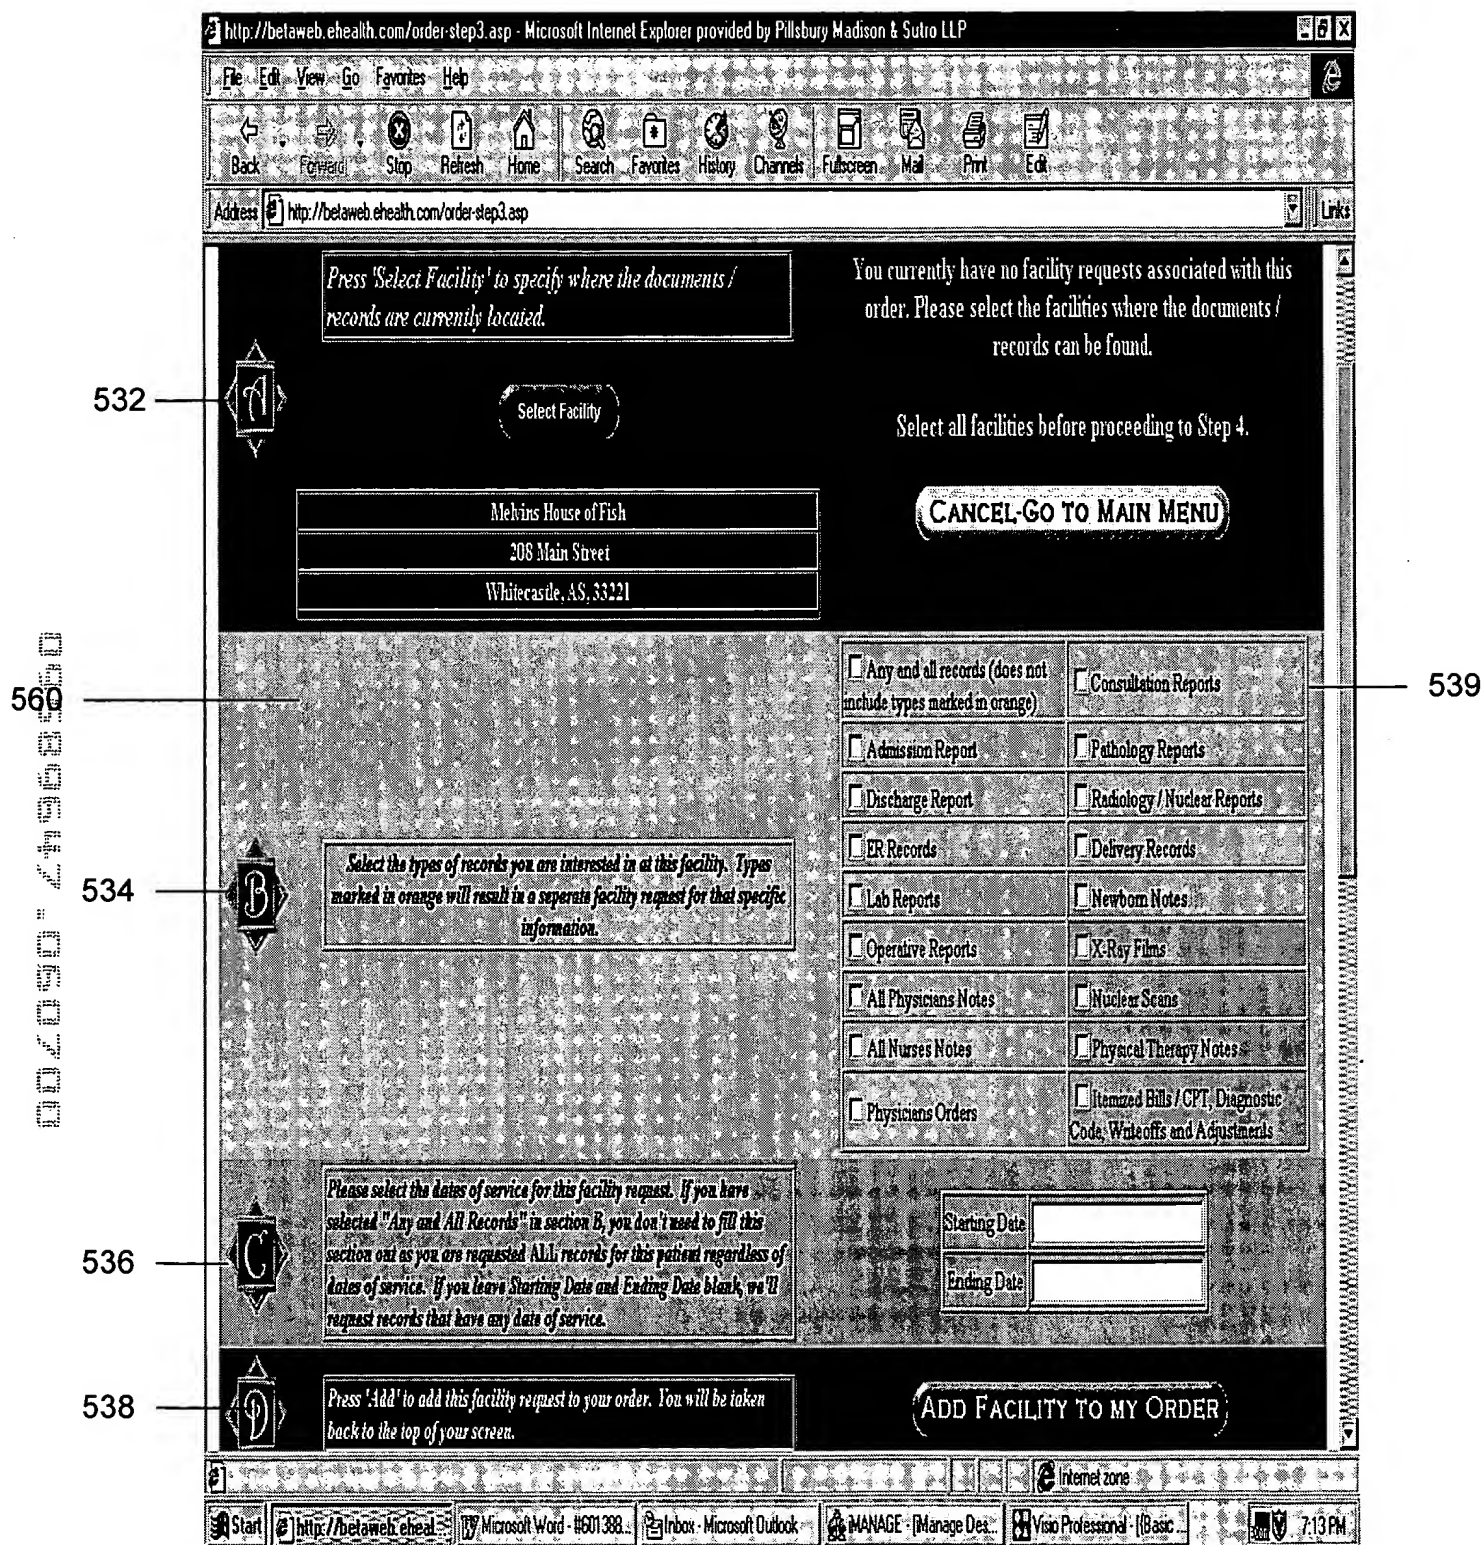 http://betaweb.ehealth.com/order-step3.asp - Microsoft Internet Explorer provided by Pillsbury Madison & Sutro LLP
File Edit View Go Favorites Help
Back Forward Stop Refresh Home Search Favorites History Channels Fullscreen Mail Print Edit
Address http://betaweb.ehealth.com/order-step3.asp Links
Press 'Select Facility' to specify where the documents /
records are currently located.
You currently have no facility requests associated with this
order. Please select the facilities where the documents /
records can be found.
532
A
Select Facility
Select all facilities before proceeding to Step 4.
CANCEL-GO TO MAIN MENU
Melvins House of Fish
208 Main Street
Whitecastle, AS, 33221
560
539
Any and all records (does not
include types marked in orange)
Consultation Reports
Admission Report
Pathology Reports
Discharge Report
Radiology / Nuclear Reports
ER Records
Delivery Records
Lab Reports
Newborn Notes
Operative Reports
X-Ray Films
All Physicians Notes
Nuclear Scans
All Nurses Notes
Physical Therapy Notes
Physicians Orders
Itemized Bills / CPT, Diagnostic
Code, Writeoffs and Adjustments
534
B
Select the types of records you are interested in at this facility. Types
marked in orange will result in a seperate facility request for that specific
information.
536
C
Please select the dates of service for this facility request. If you have
selected "Any and All Records" in section B, you don't need to fill this
section out as you are requested ALL records for this patient regardless of
dates of service. If you leave Starting Date and Ending Date blank, we'll
request records that have any date of service.
Starting Date
Ending Date
538
D
Press 'Add' to add this facility request to your order. You will be taken
back to the top of your screen.
ADD FACILITY TO MY ORDER
Internet zone
Start http://betaweb.eheal... Microsoft Word - #601388... Inbox - Microsoft Outlook iMANAGE - [Manage Des... Visio Professional - [(Basic ... 7:13 PM